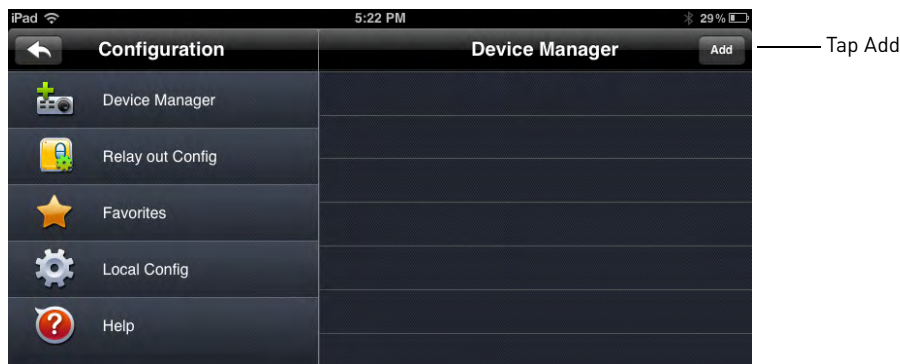 iPad 5:22 PM 29%
Configuration Device Manager Add Tap Add
Device Manager
Relay out Config
Favorites
Local Config
Help